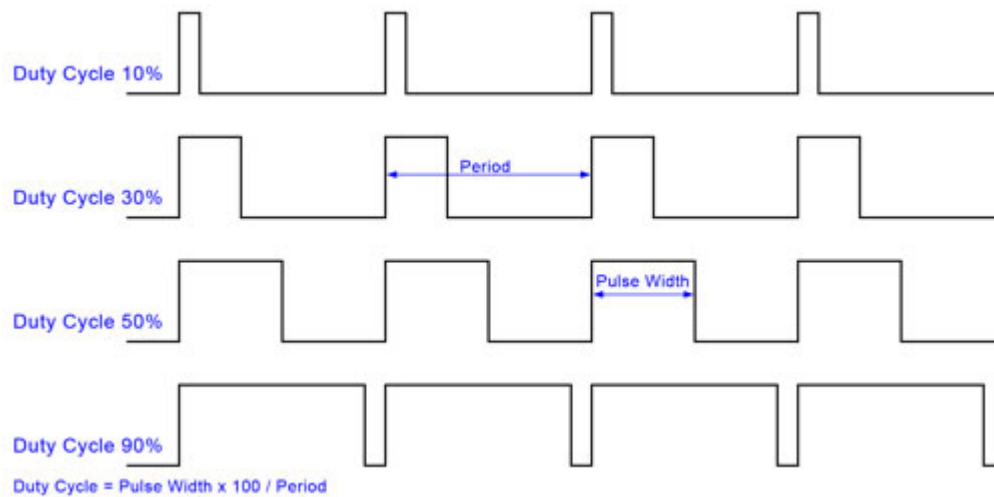 Duty Cycle 10%
Duty Cycle 30%
Period
Duty Cycle 50%
Pulse Width
Duty Cycle 90%
Duty Cycle = Pulse Width x 100 / Period